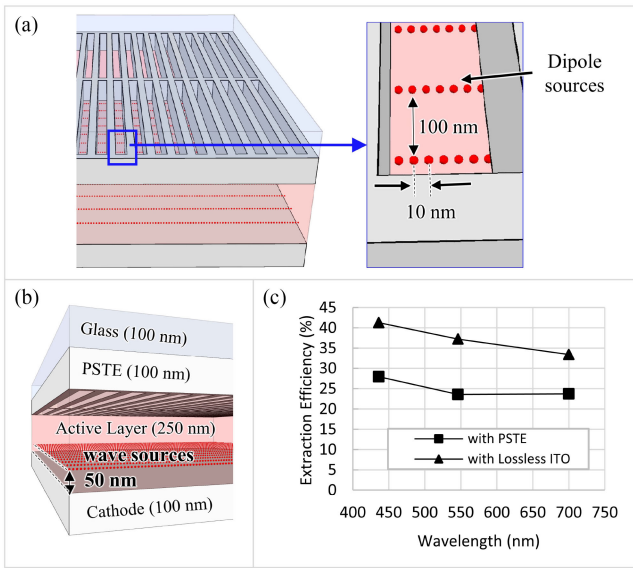 (a)
Dipole
sources
100 nm
10 nm
(b)
Glass (100 nm)
PSTE (100 nm)
Active Layer (250 nm)
wave sources
50 nm
Cathode (100 nm)
(c)
Extraction Efficiency (%)
45
40
35
30
25
20
15
10
5
0
with PSTE
with Lossless ITO
400 450 500 550 600 650 700 750
Wavelength (nm)